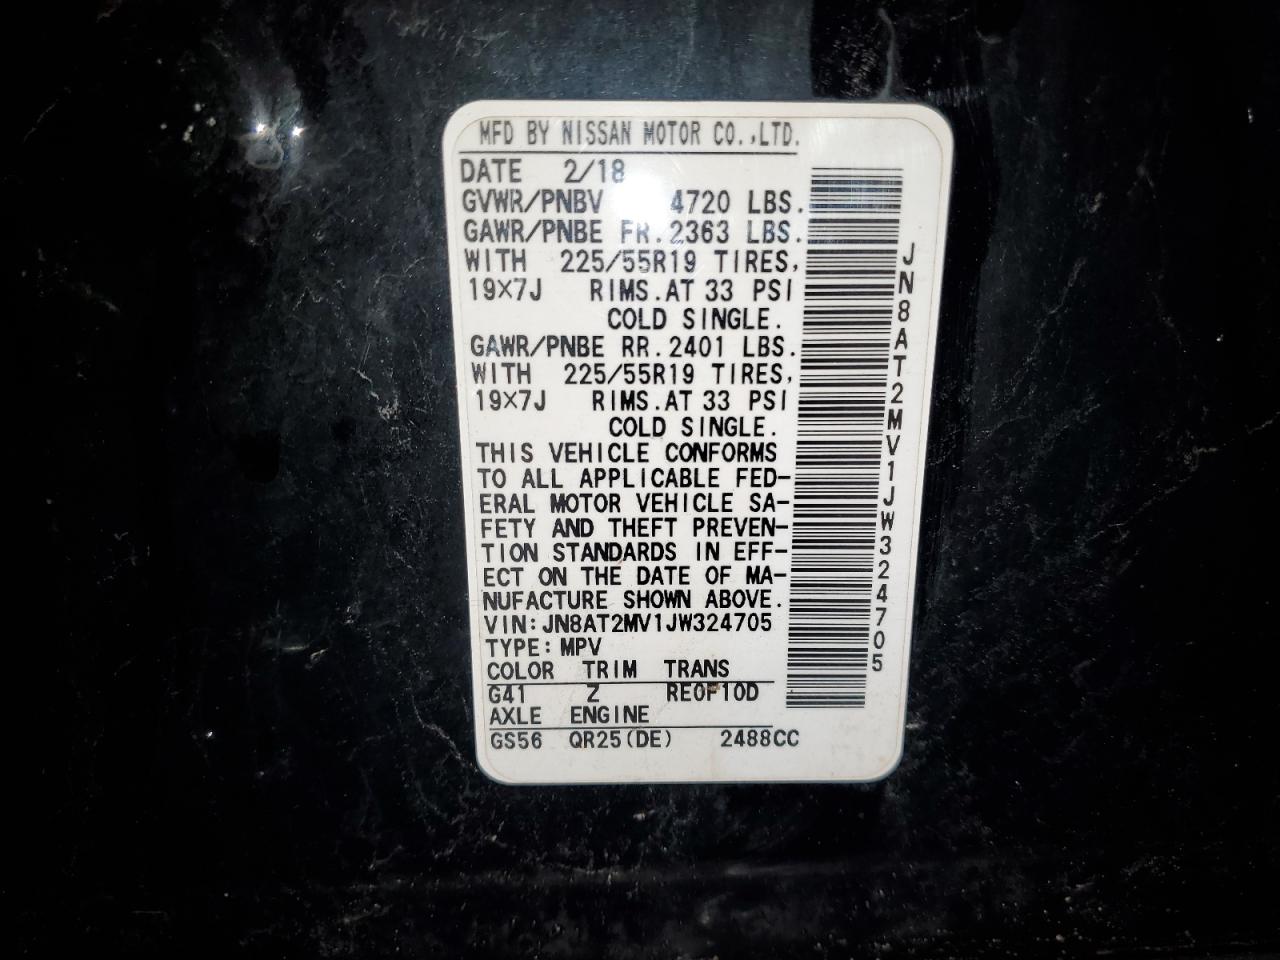 MFD BY NISSAN MOTOR CO.,LTD.
DATE 2/18
GVWR/PNBV 4720 LBS.
GAWR/PNBE FR. 2363 LBS.
WITH 225/55R19 TIRES,
19×7J RIMS. AT 33 PSI
COLD SINGLE.
GAWR/PNBE RR. 2401 LBS.
WITH 225/55R19 TIRES,
19×7J RIMS. AT 33 PSI
COLD SINGLE.
THIS VEHICLE CONFORMS
TO ALL APPLICABLE FED-
ERAL MOTOR VEHICLE SA-
FETY AND THEFT PREVEN-
TION STANDARDS IN EFF-
ECT ON THE DATE OF MA-
NUFACTURE SHOWN ABOVE.
VIN: JN8AT2MV1JW324705
TYPE: MPV
COLOR TRIM TRANS
G41 Z RE0F10D
AXLE ENGINE
GS56 QR25(DE) 2488CC
JN8AT2MV1JW324705